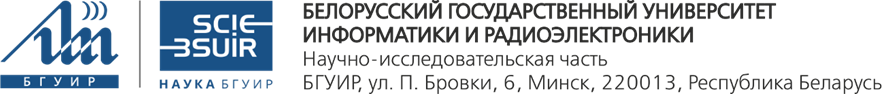 БГУИР
SCIE
BSUIR
НАУКА БГУИР
БЕЛОРУССКИЙ ГОСУДАРСТВЕННЫЙ УНИВЕРСИТЕТ
ИНФОРМАТИКИ И РАДИОЭЛЕКТРОНИКИ
Научно-исследовательская часть
БГУИР, ул. П. Бровки, 6, Минск, 220013, Республика Беларусь